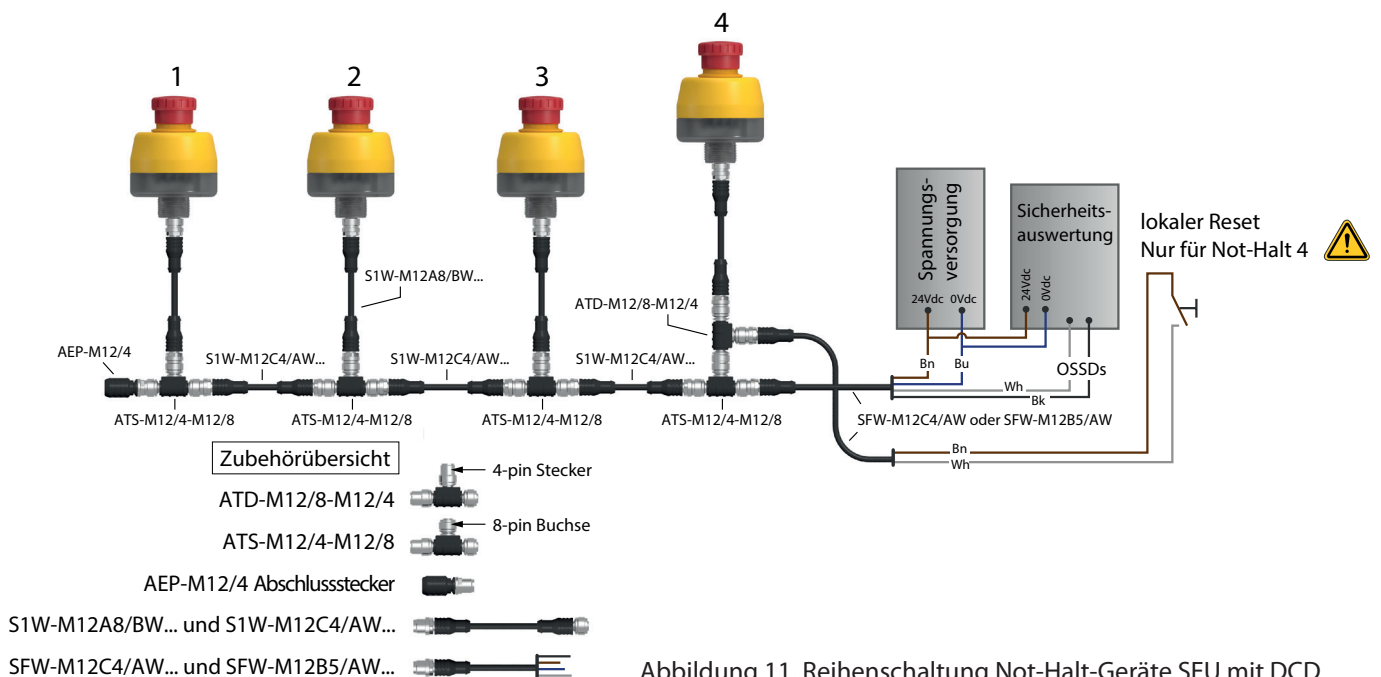 4
1
2
3
Spannungs-
versorgung
24Vdc 0Vdc
Sicherheits-
auswertung
24Vdc
0Vdc
lokaler Reset
Nur für Not-Halt 4
S1W-M12A8/BW...
ATD-M12/8-M12/4
AEP-M12/4
S1W-M12C4/AW...
S1W-M12C4/AW...
S1W-M12C4/AW...
Bn
Bu
OSSDs
Wh
Bk
ATS-M12/4-M12/8
ATS-M12/4-M12/8
ATS-M12/4-M12/8
ATS-M12/4-M12/8
SFW-M12C4/AW oder SFW-M12B5/AW
Bn
Wh
Zubehörübersicht
ATD-M12/8-M12/4
4-pin Stecker
ATS-M12/4-M12/8
8-pin Buchse
AEP-M12/4 Abschlussstecker
S1W-M12A8/BW... und S1W-M12C4/AW...
SFW-M12C4/AW... und SFW-M12B5/AW...
Abbildung 11 Reihenschaltung Not-Halt-Geräte SEU mit DCD